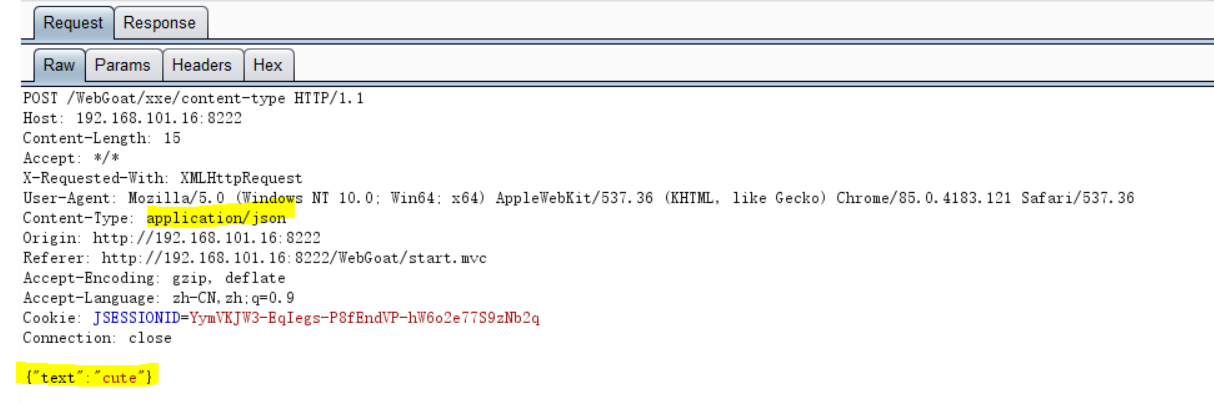 Request Response
Raw Params Headers Hex
POST /WebGoat/xxe/content-type HTTP/1.1
Host: 192.168.101.16:8222
Content-Length: 15
Accept: */*
X-Requested-With: XMLHttpRequest
User-Agent: Mozilla/5.0 (Windows NT 10.0; Win64; x64) AppleWebKit/537.36 (KHTML, like Gecko) Chrome/85.0.4183.121 Safari/537.36
Content-Type: application/json
Origin: http://192.168.101.16:8222
Referer: http://192.168.101.16:8222/WebGoat/start.mvc
Accept-Encoding: gzip, deflate
Accept-Language: zh-CN,zh;q=0.9
Cookie: JSESSIONID=YymVKJW3-EqIegs-P8fEndVP-hW6o2e77S9zNb2q
Connection: close
{"text":"cute"}